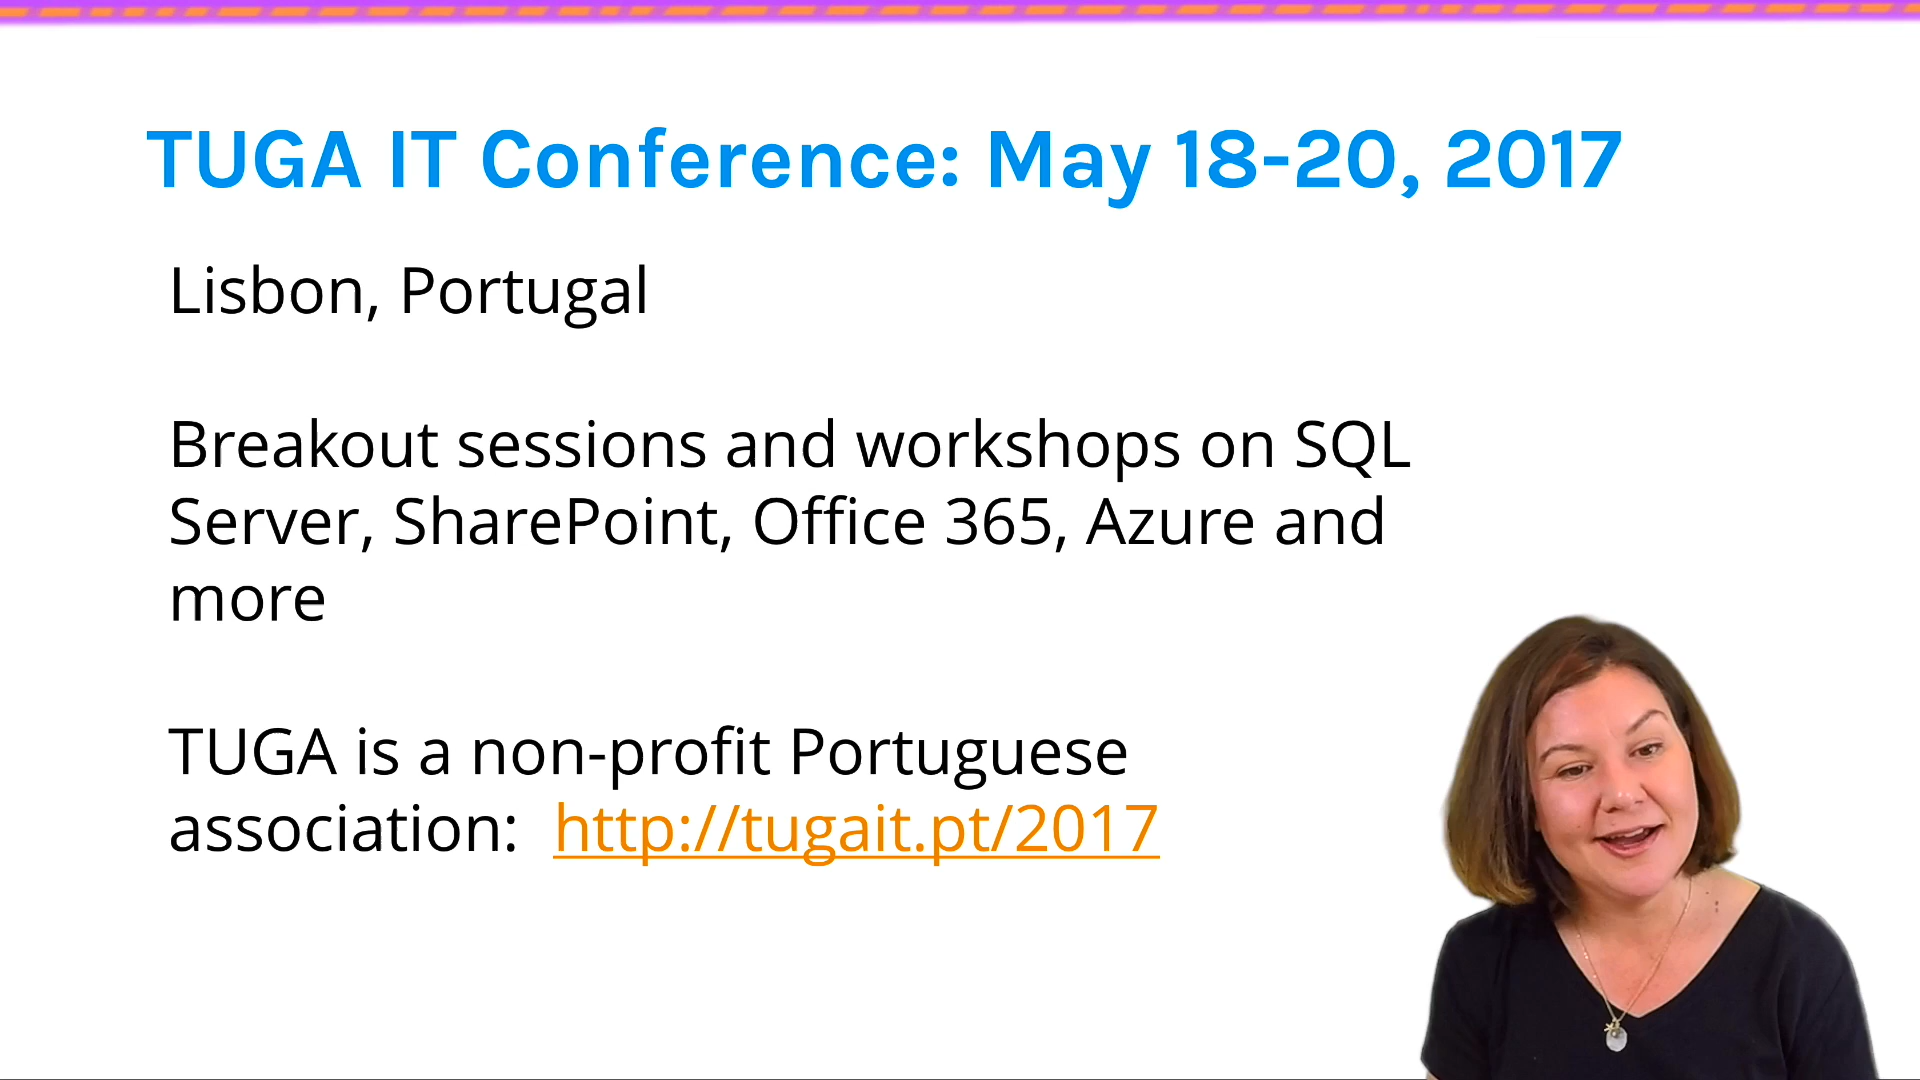 TUGA IT Conference: May 18-20, 2017
Lisbon, Portugal
Breakout sessions and workshops on SQL
Server, SharePoint, Office 365, Azure and
more
TUGA is a non-profit Portuguese
association: http://tugait.pt/2017